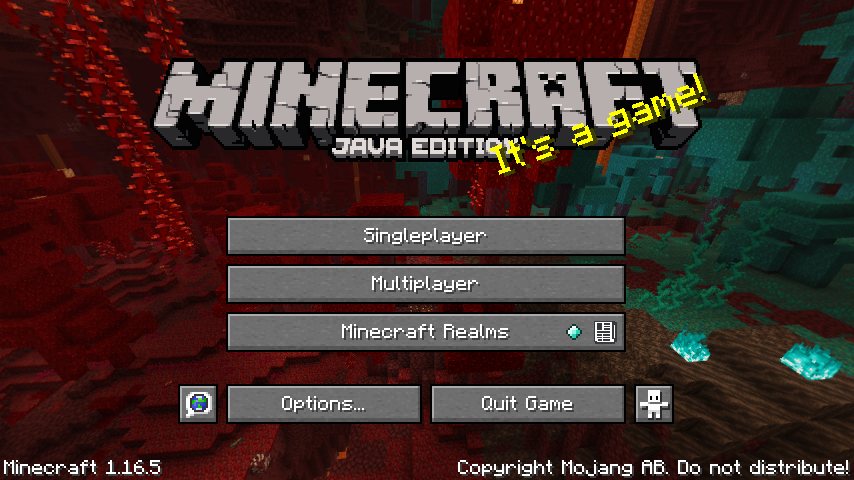 MINECRAFT
JAVA EDITION
It's a game!
Singleplayer
Multiplayer
Minecraft Realms
Options...
Quit Game
Minecraft 1.16.5
Copyright Mojang AB. Do not distribute!